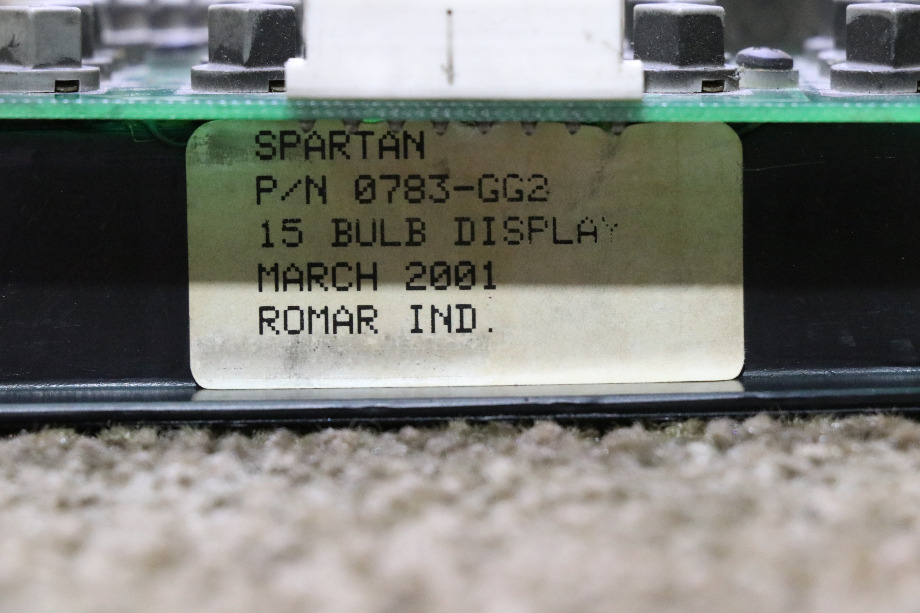 SPARTAN
P/N 0783-GG2
15 BULB DISPLAY
MARCH 2001
ROMAR IND.